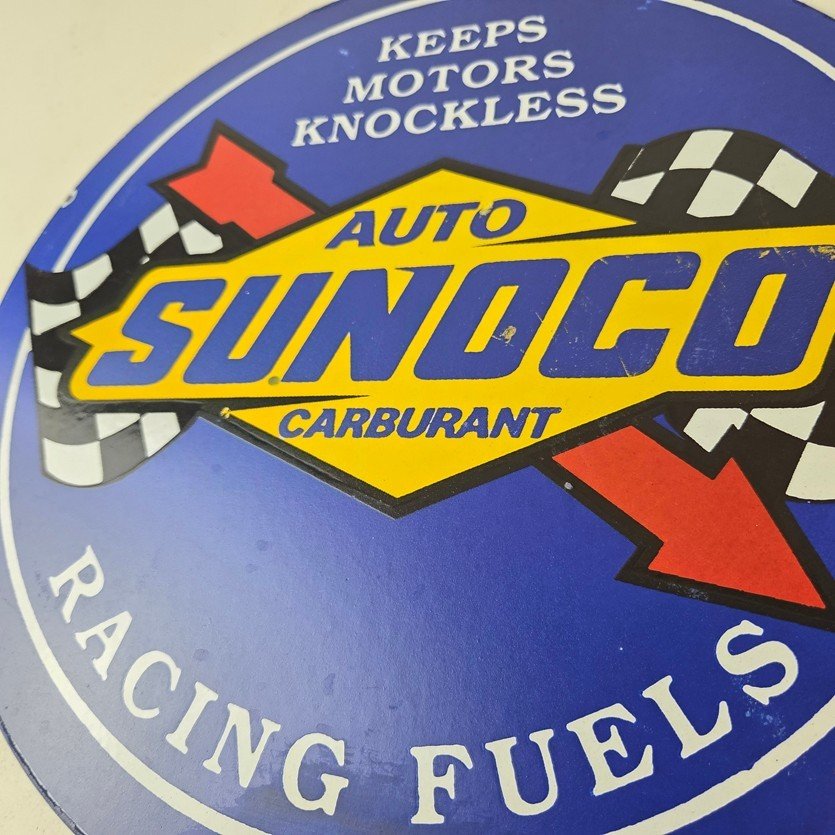 KEEPS
MOTORS
KNOCKLESS
AUTO
SUNOCO
CARBURANT
RACING FUELS